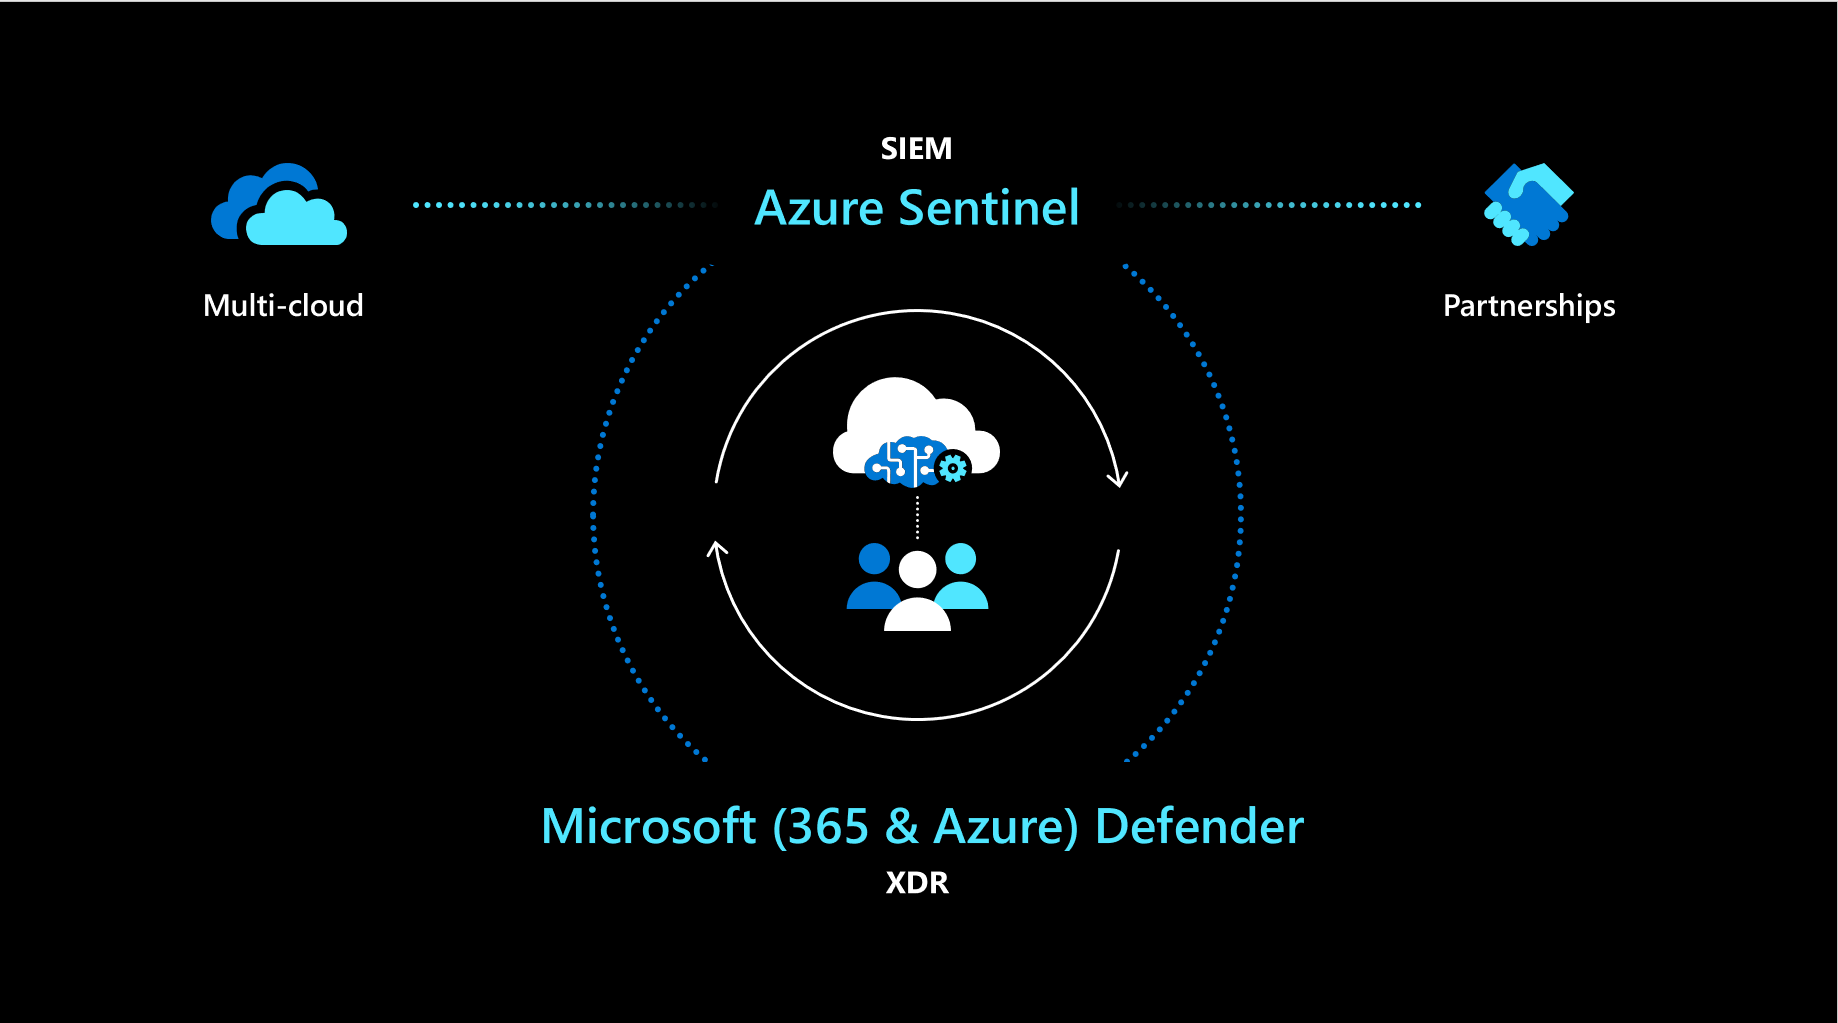 SIEM
Azure Sentinel
Multi-cloud
Partnerships
Microsoft (365 & Azure) Defender
XDR